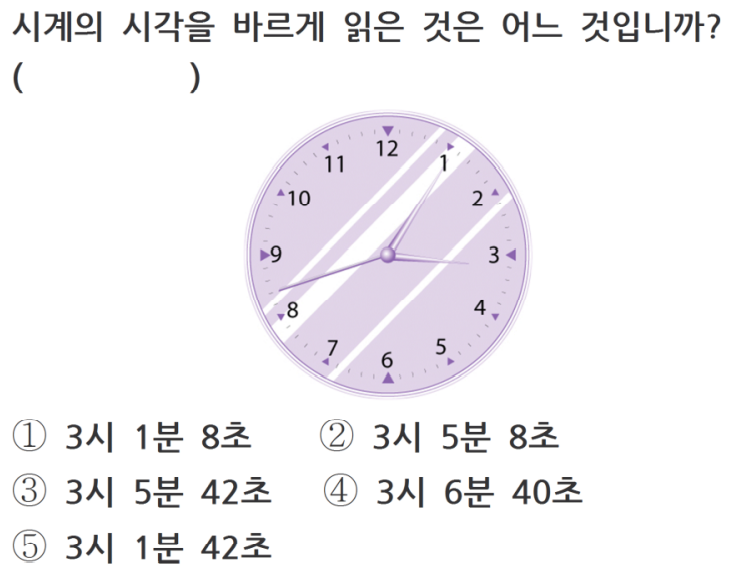 시계의 시각을 바르게 읽은 것은 어느 것입니까?
( )
12
11 1
10 2
9 3
8 4
7 5
6
① 3시 1분 8초 ② 3시 5분 8초
③ 3시 5분 42초 ④ 3시 6분 40초
⑤ 3시 1분 42초